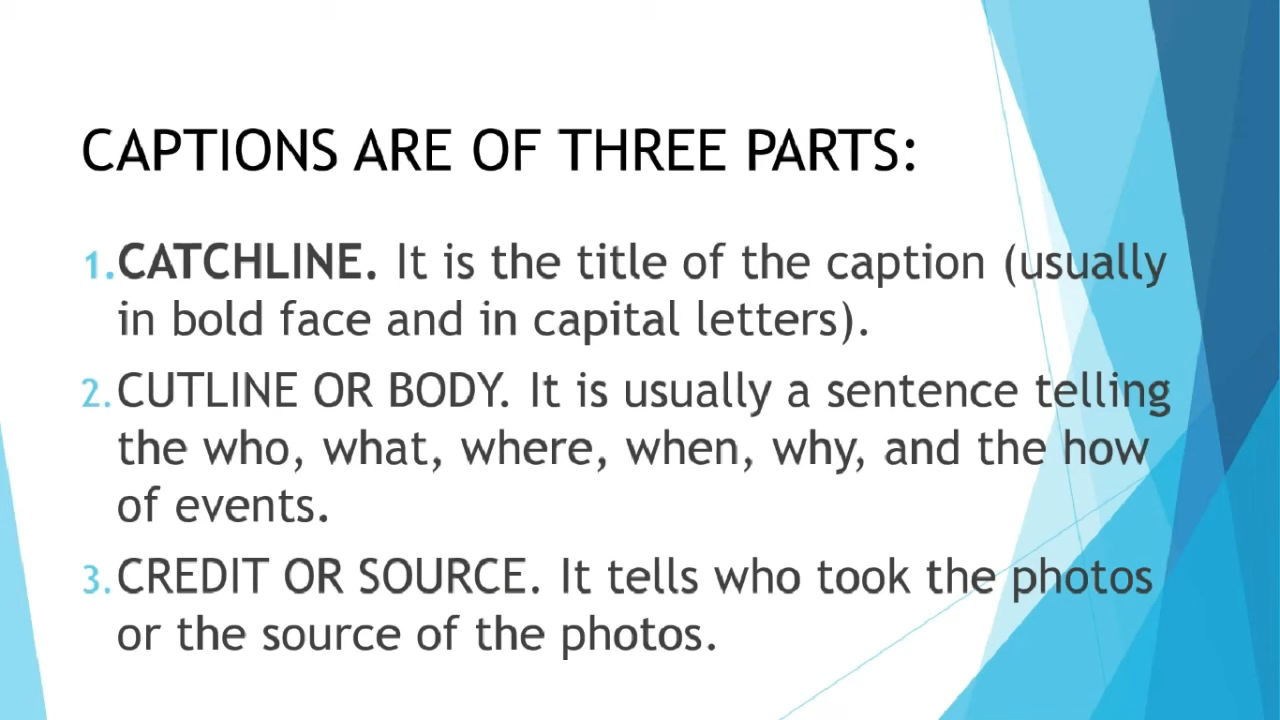 CAPTIONS ARE OF THREE PARTS:
1. CATCHLINE. It is the title of the caption (usually
in bold face and in capital letters).
2. CUTLINE OR BODY. It is usually a sentence telling
the who, what, where, when, why, and the how
of events.
3. CREDIT OR SOURCE. It tells who took the photos
or the source of the photos.